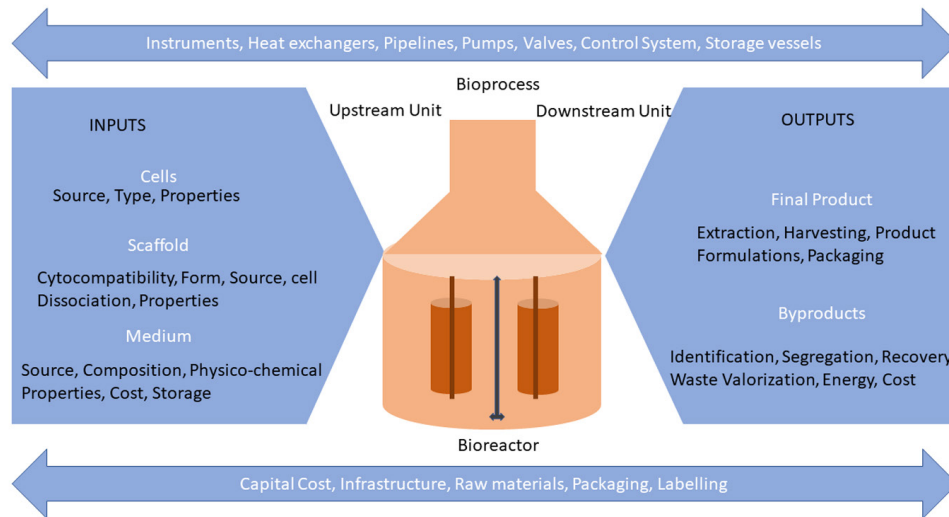 Instruments, Heat exchangers, Pipelines, Pumps, Valves, Control System, Storage vessels
Bioprocess
Upstream Unit
Downstream Unit
INPUTS
Cells
Source, Type, Properties
Scaffold
Cytocompatibility, Form, Source, cell
Dissociation, Properties
Medium
Source, Composition, Physico-chemical
Properties, Cost, Storage
OUTPUTS
Final Product
Extraction, Harvesting, Product
Formulations, Packaging
Byproducts
Identification, Segregation, Recovery
Waste Valorization, Energy, Cost
Bioreactor
Capital Cost, Infrastructure, Raw materials, Packaging, Labelling